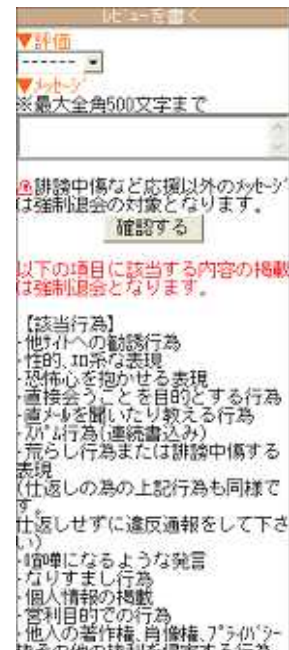 レビューを書く
▼評価
------
▼メッセージ
※最大全角500文字まで
誹謗中傷など応援以外のメッセージ
は強制退会の対象となります。
確認する
以下の項目に該当する内容の掲載
は強制退会となります。
【該当行為】
・他サイトへの勧誘行為
・性的、エロ系な表現
・恐怖心を抱かせる表現
・直接会うことを目的とする行為
・直メールを聞いたり教える行為
・スパム行為(連続書込み)
・荒らし行為または誹謗中傷する
表現
(仕返しの為の上記行為も同様で
す。
仕返しせずに違反通報をして下さ
い)
・喧嘩になるような発言
・なりすまし行為
・個人情報の掲載
・営利目的での行為
・他人の著作権、肖像権、プライバシー